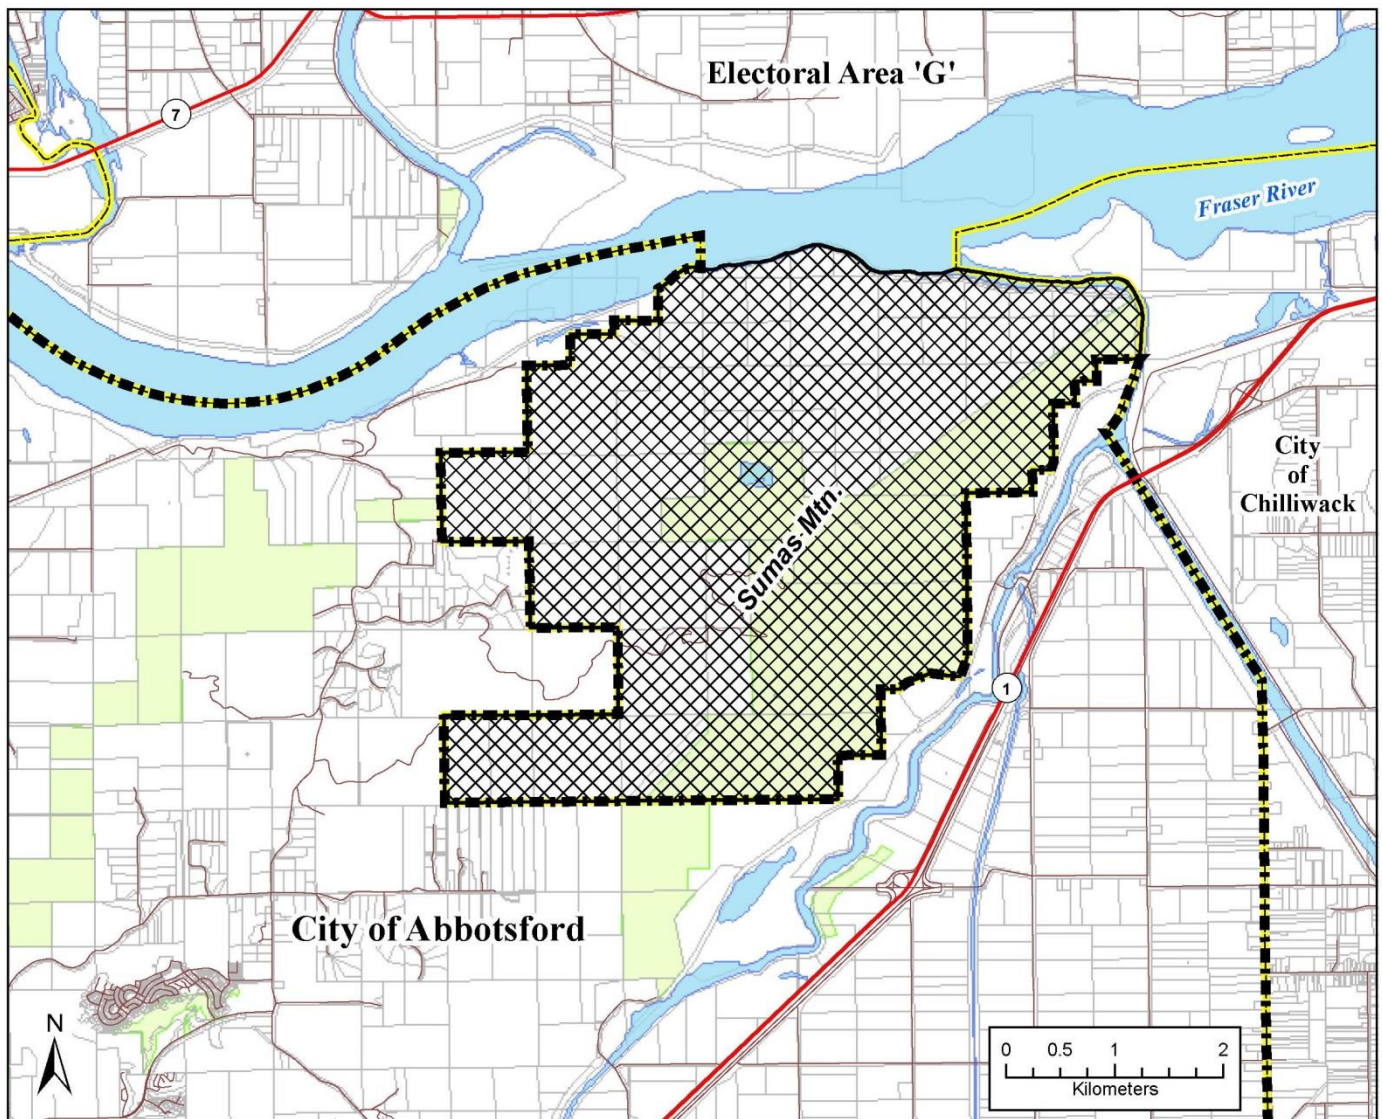 Electoral Area 'G'
7
Fraser River
City
of
Chilliwack
Sumas Mtn.
1
City of Abbotsford
N
0 0.5 1 2
Kilometers